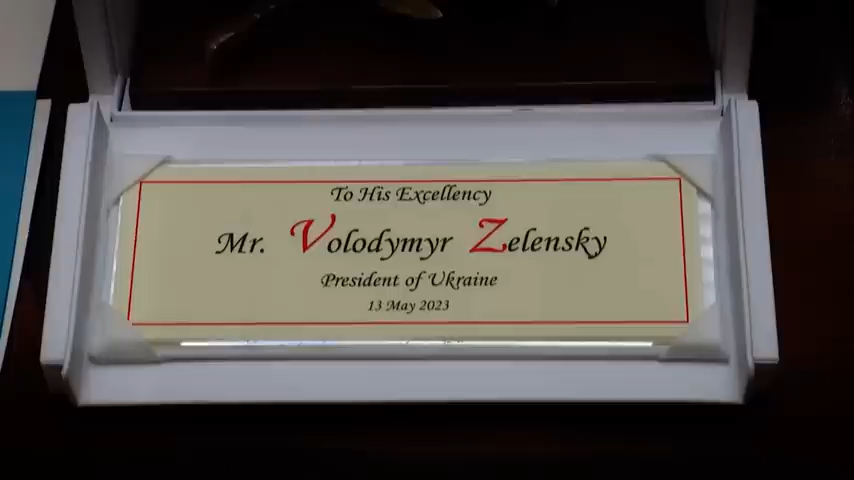 To His Excellency
Mr. Volodymyr Zelensky
President of Ukraine
13 May 2023